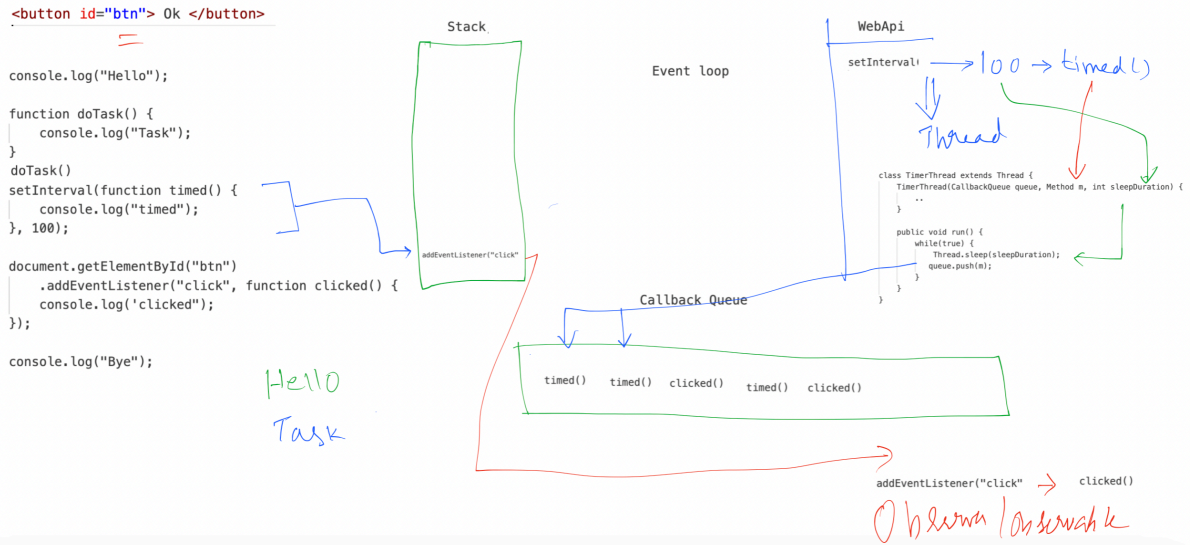 <button id="btn"> Ok </button>
console.log("Hello");
function doTask() {
console.log("Task");
}
doTask()
setInterval(function timed() {
console.log("timed");
}, 100);
document.getElementById("btn")
.addEventListener("click", function clicked() {
console.log('clicked");
});
console.log("Bye");
Hello
Task
Stack
addEventListener("click"
Event loop
WebApi
setInterval( 100 timed()
Thread
class TimerThread extends Thread {
TimerThread(CallbackQueue queue, Method m, int sleepDuration) {
..
}
public void run() {
while(true) {
Thread.sleep(sleepDuration);
queue.push(m);
}
}
}
Callback Queue
timed() timed() clicked() timed() clicked()
addEventListener("click" clicked()